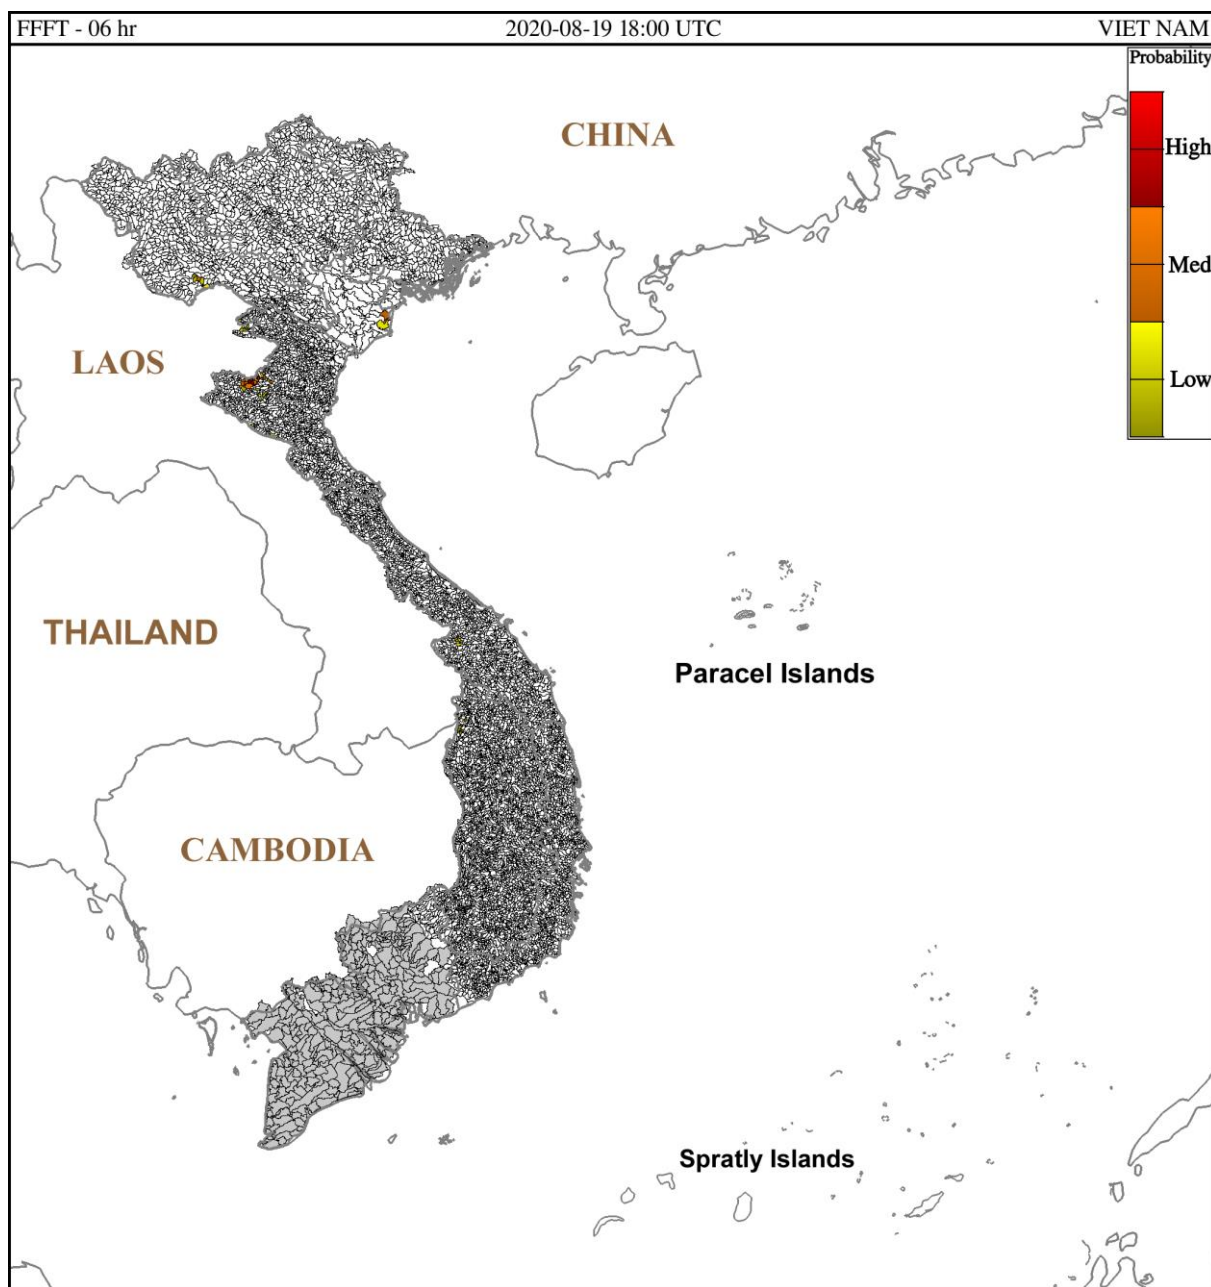 FFFT - 06 hr 2020-08-19 18:00 UTC VIET NAM
Probability
CHINA
High
Med
LAOS
Low
THAILAND
Paracel Islands
CAMBODIA
Spratly Islands